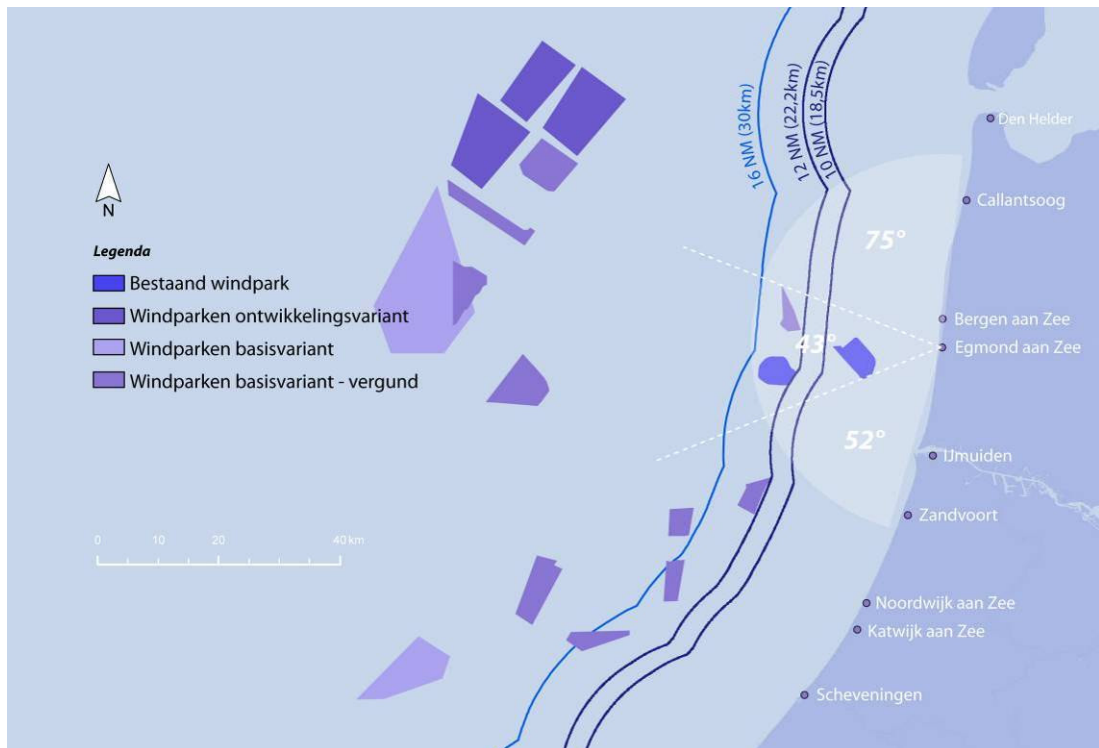 16 NM (30km)
12 NM (22,2km)
10 NM (18,5km)
Den Helder
N
Callantsoog
75°
Legenda
Bestaand windpark
Windparken ontwikkelingsvariant
Windparken basisvariant
Windparken basisvariant - vergund
Bergen aan Zee
43°
Egmond aan Zee
52°
IJmuiden
Zandvoort
0 10 20 40 km
Noordwijk aan Zee
Katwijk aan Zee
Scheveningen